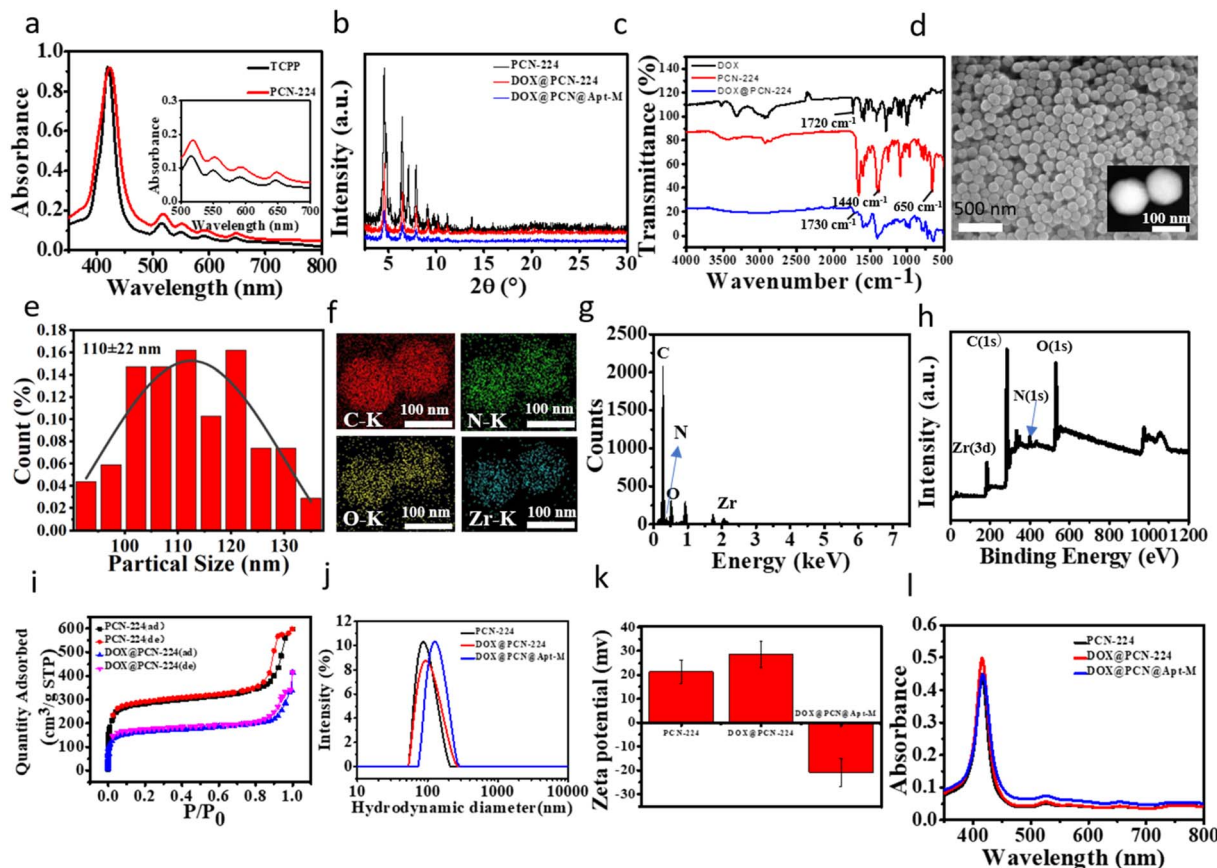 a
Absorbance
1.0
0.8
0.6
0.4
0.2
0.0
TCPP
PCN-224
Absorbance
0.3
0.2
0.1
0.0
500 550 600 650 700
Wavelength (nm)
400 500 600 700 800
Wavelength (nm)
b
Intensity (a.u.)
PCN-224
DOX@PCN-224
DOX@PCN@Apt-M
5 10 15 20 25 30
2θ (°)
c
Transmittance (%)
140
120
100
80
60
40
20
0
DOX
PCN-224
DOX@PCN-224
1720 cm-1
1440 cm-1
650 cm-1
1730 cm-1
4000 3500 3000 2500 2000 1500 1000 500
Wavenumber (cm-1)
d
500 nm
100 nm
e
Count (%)
0.18
0.16
0.14
0.12
0.10
0.08
0.06
0.04
0.02
0.00
110±22 nm
100 110 120 130
Partical Size (nm)
f
C-K
100 nm
N-K
100 nm
O-K
100 nm
Zr-K
100 nm
g
Counts
2500
2000
1500
1000
500
0
C
N
O
Zr
0 1 2 3 4 5 6 7
Energy (keV)
h
Intensity (a.u.)
C(1s)
O(1s)
N(1s)
Zr(3d)
0 200 400 600 800 1000 1200
Binding Energy (eV)
i
Quantity Adsorbed
(cm3/g STP)
600
500
400
300
200
100
0
PCN-224(ad)
PCN-224(de)
DOX@PCN-224(ad)
DOX@PCN-224(de)
0.0 0.2 0.4 0.6 0.8 1.0
P/P0
j
Intensity (%)
12
10
8
6
4
2
0
PCN-224
DOX@PCN-224
DOX@PCN@Apt-M
1 10 100 1000 10000
Hydrodynamic diameter(nm)
k
Zeta potential (mv)
40
30
20
10
0
-10
-20
-30
PCN-224
DOX@PCN-224
DOX@PCN@Apt-M
l
Absorbance
0.5
0.4
0.3
0.2
0.1
0.0
PCN-224
DOX@PCN-224
DOX@PCN@Apt-M
400 500 600 700 800
Wavelength (nm)